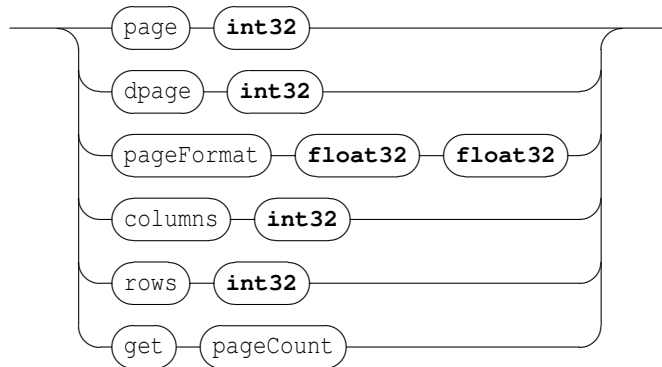 page int32
dpage int32
pageFormat float32 float32
columns int32
rows int32
get pageCount